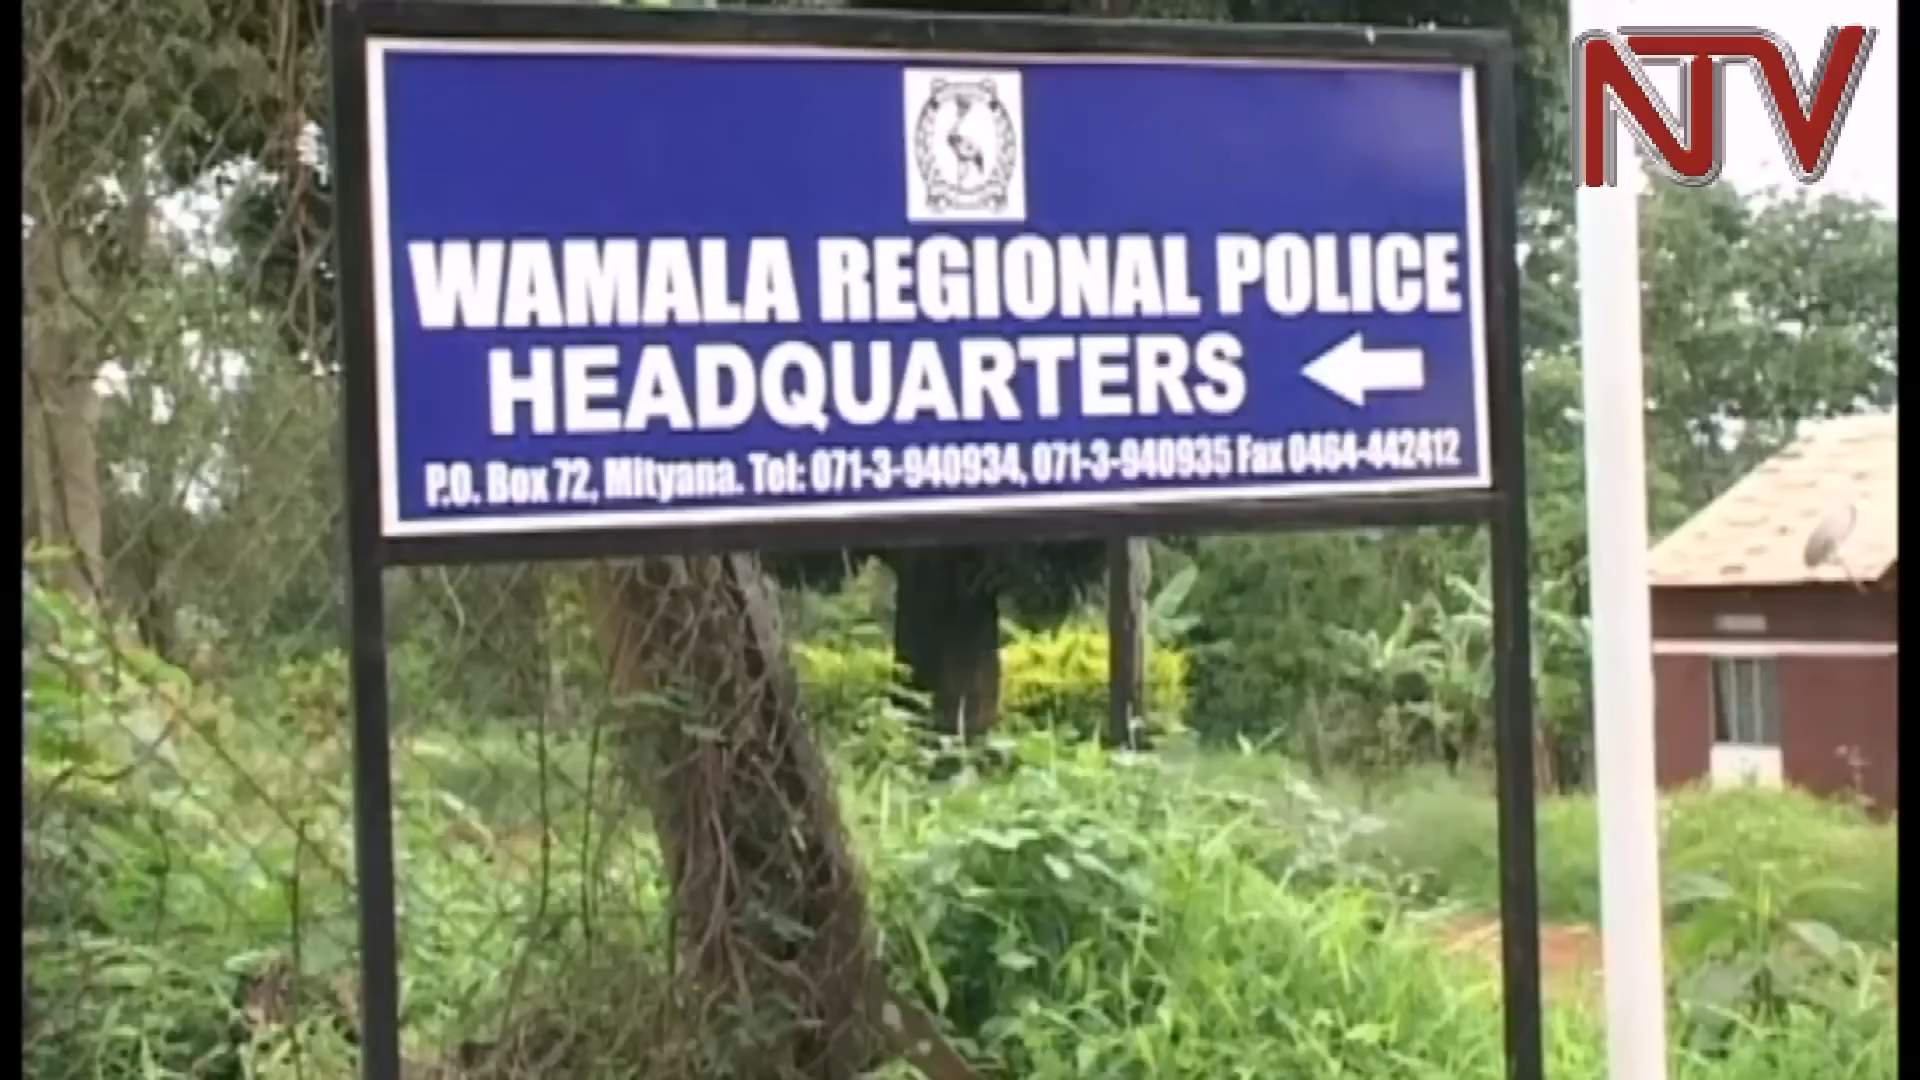 NTV
WAMALA REGIONAL POLICE
HEADQUARTERS
P.O. Box 72, Mityana. Tel: 071-3-940934, 071-3-940935 Fax 0464-442412